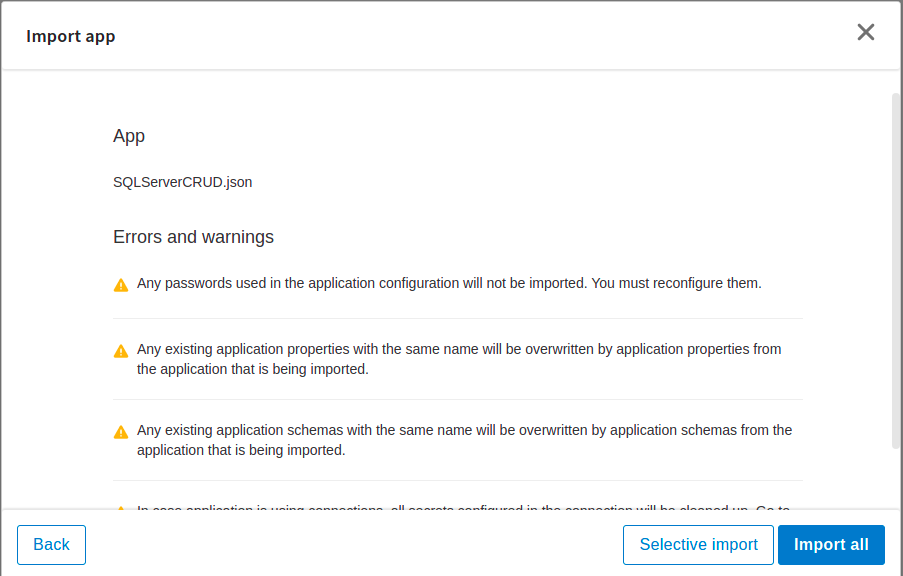 Import app
App
SQLServerCRUD.json
Errors and warnings
Any passwords used in the application configuration will not be imported. You must reconfigure them.
Any existing application properties with the same name will be overwritten by application properties from
the application that is being imported.
Any existing application schemas with the same name will be overwritten by application schemas from the
application that is being imported.
In case application is using connections, all secrets configured in the connection will be cleaned up. Go to
Back
Selective import
Import all